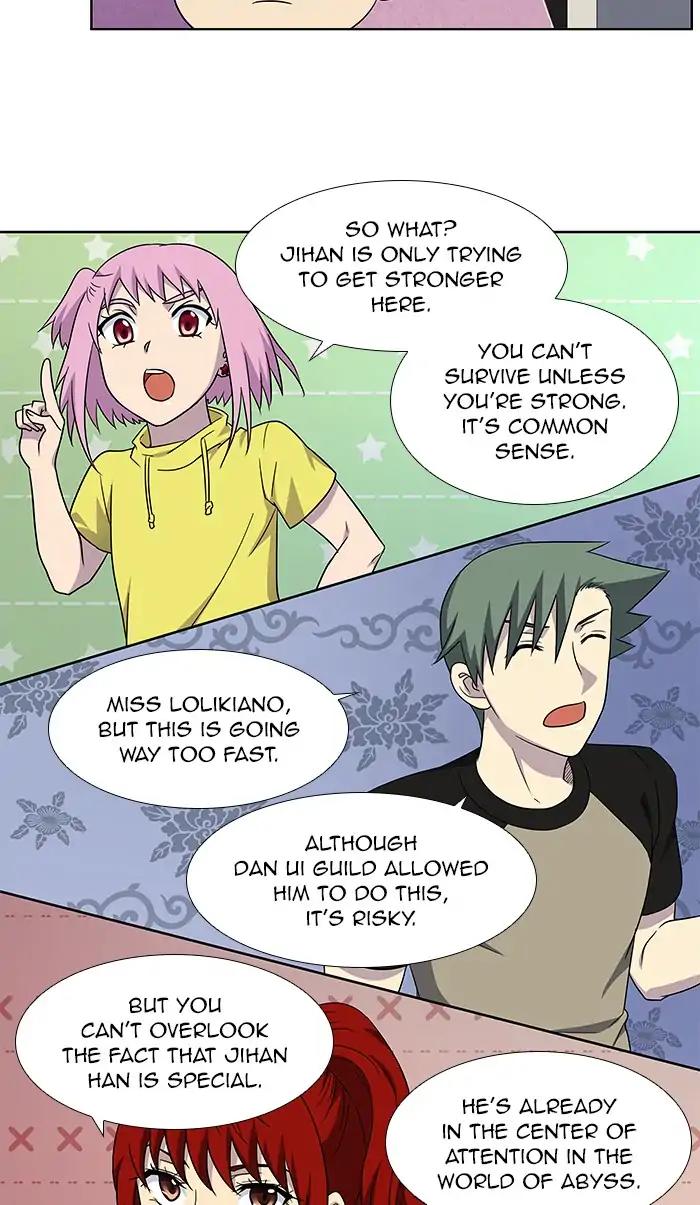 SO WHAT?
JIHAN IS ONLY TRYING
TO GET STRONGER
HERE.
YOU CAN'T
SURVIVE UNLESS
YOU'RE STRONG.
IT'S COMMON
SENSE.
MISS LOLIKIANO,
BUT THIS IS GOING
WAY TOO FAST.
ALTHOUGH
DAN UI GUILD ALLOWED
HIM TO DO THIS,
IT'S RISKY.
BUT YOU
CAN'T OVERLOOK
THE FACT THAT JIHAN
HAN IS SPECIAL.
HE'S ALREADY
IN THE CENTER OF
ATTENTION IN THE
WORLD OF ABYSS.